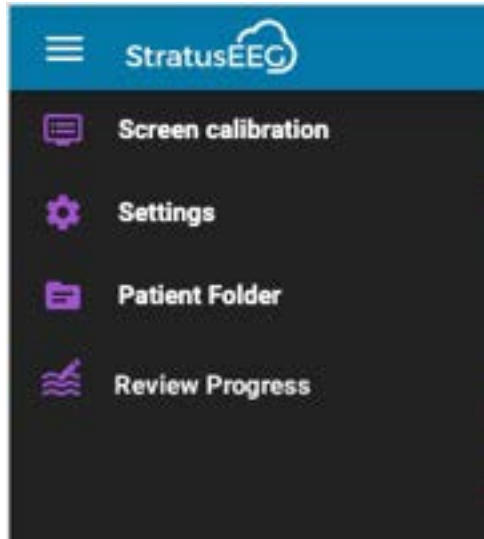 StratusEEG
Screen calibration
Settings
Patient Folder
Review Progress